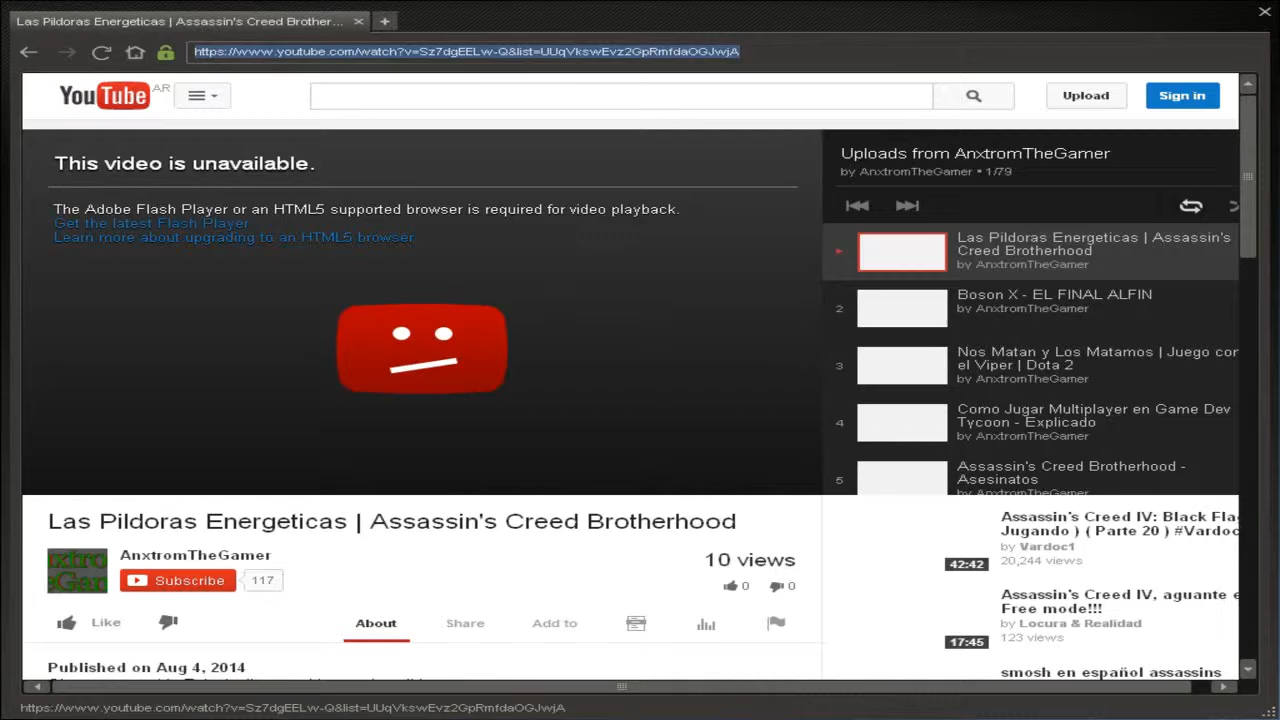 Las Pildoras Energeticas | Assassin's Creed Brother...
https://www.youtube.com/watch?v=Sz7dgEELw-Q&list=UUqVkswEvz2GpRmfdaOGJwjA
YouTube AR
Upload
Sign in
This video is unavailable.
The Adobe Flash Player or an HTML5 supported browser is required for video playback.
Get the latest Flash Player
Learn more about upgrading to an HTML5 browser
Uploads from AnxtromTheGamer
by AnxtromTheGamer • 1/79
Las Pildoras Energeticas | Assassin's
Creed Brotherhood
by AnxtromTheGamer
2
Boson X - EL FINAL ALFIN
by AnxtromTheGamer
3
Nos Matan y Los Matamos | Juego con
el Viper | Dota 2
by AnxtromTheGamer
4
Como Jugar Multiplayer en Game Dev
Tycoon - Explicado
by AnxtromTheGamer
5
Assassin's Creed Brotherhood -
Asesinatos
by AnxtromTheGamer
Las Pildoras Energeticas | Assassin's Creed Brotherhood
AnxtromTheGamer
Subscribe
117
10 views
0
0
Like
About
Share
Add to
Published on Aug 4, 2014
Assassin's Creed IV: Black Fla
Jugando ) ( Parte 20 ) #Vardoc
by Vardoc1
20,244 views
42:42
Assassin's Creed IV, aguante e
Free mode!!!
by Locura & Realidad
123 views
17:45
smosh en español assassins
https://www.youtube.com/watch?v=Sz7dgEELw-Q&list=UUqVkswEvz2GpRmfdaOGJwjA